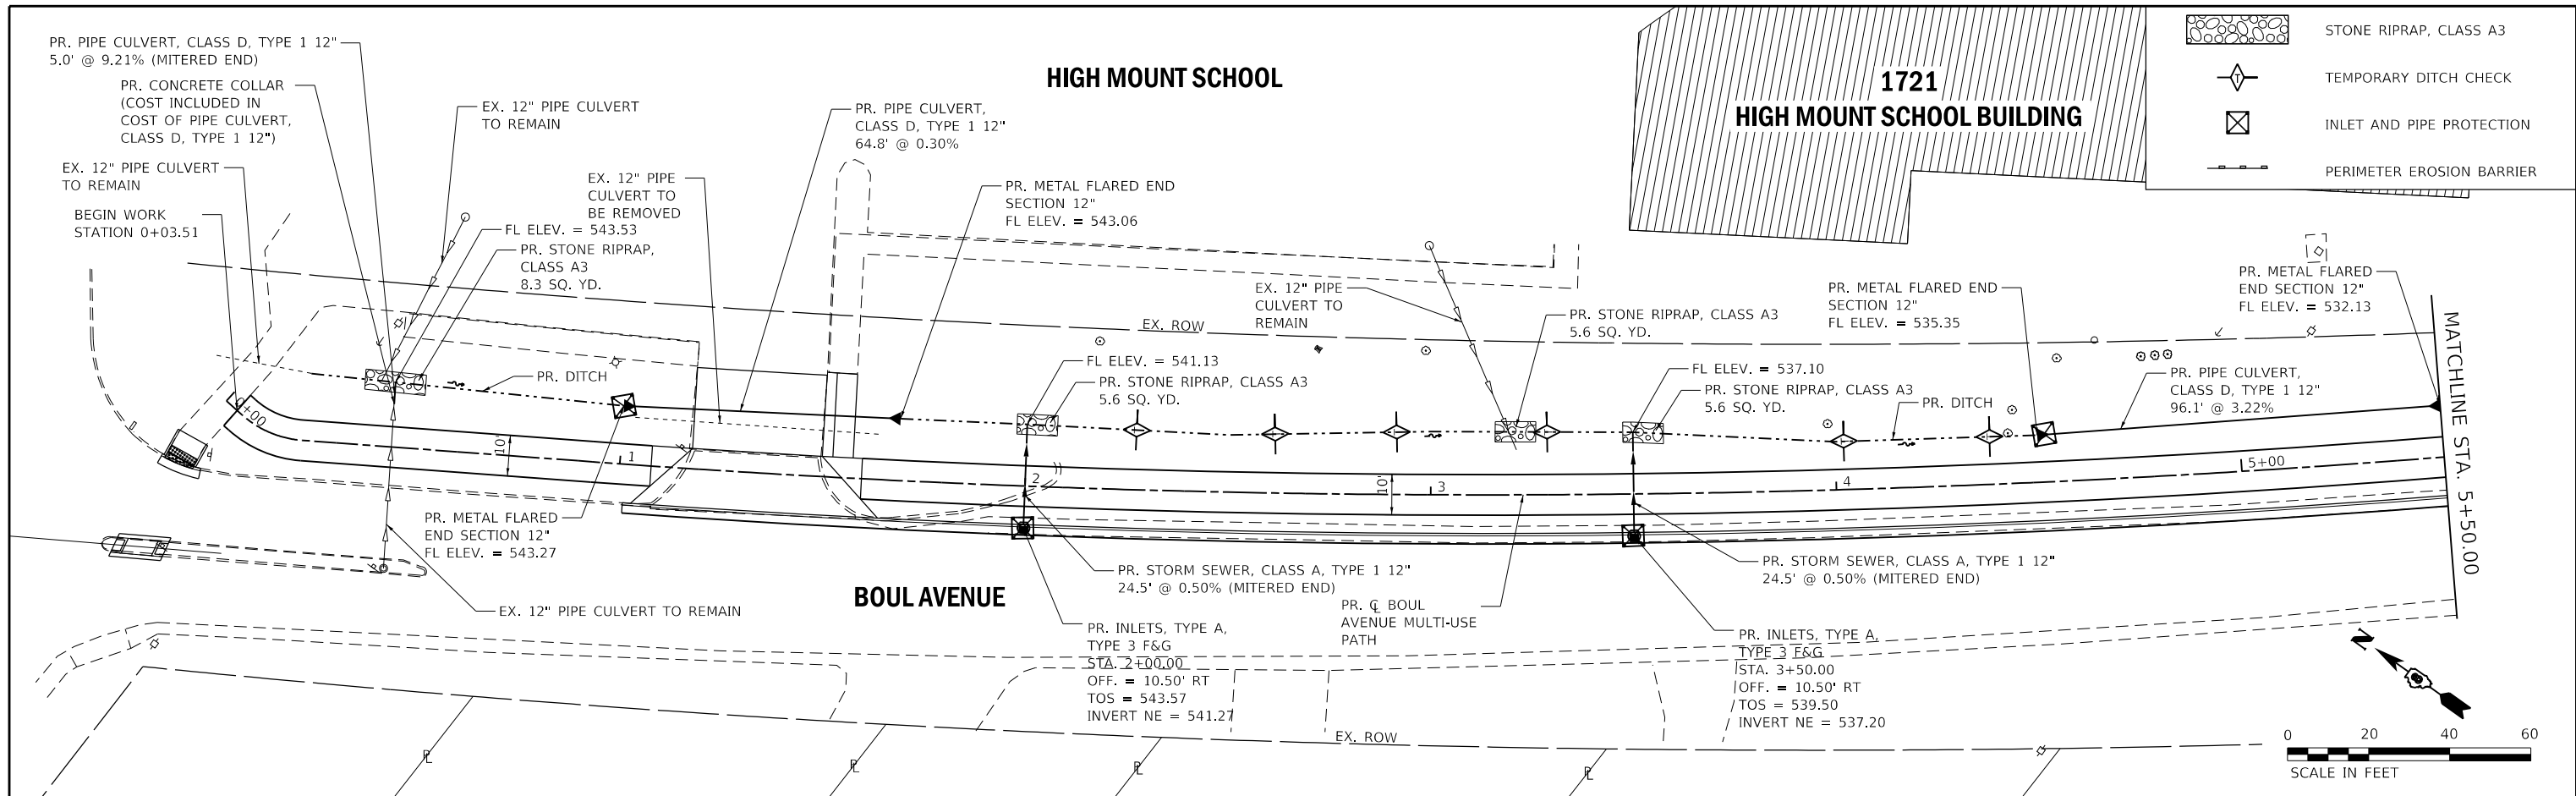 PR. PIPE CULVERT, CLASS D, TYPE 1 12"
5.0' @ 9.21% (MITERED END)
PR. CONCRETE COLLAR
(COST INCLUDED IN
COST OF PIPE CULVERT,
CLASS D, TYPE 1 12")
EX. 12" PIPE CULVERT
TO REMAIN
BEGIN WORK
STATION 0+03.51
EX. 12" PIPE CULVERT
TO REMAIN
FL ELEV. = 543.53
PR. STONE RIPRAP,
CLASS A3
8.3 SQ. YD.
EX. 12" PIPE
CULVERT TO
BE REMOVED
PR. PIPE CULVERT,
CLASS D, TYPE 1 12"
64.8' @ 0.30%
HIGH MOUNT SCHOOL
PR. METAL FLARED END
SECTION 12"
FL ELEV. = 543.06
1721
HIGH MOUNT SCHOOL BUILDING
STONE RIPRAP, CLASS A3
T
TEMPORARY DITCH CHECK
INLET AND PIPE PROTECTION
PERIMETER EROSION BARRIER
EX. 12" PIPE
CULVERT TO
REMAIN
EX. ROW
PR. STONE RIPRAP, CLASS A3
5.6 SQ. YD.
PR. METAL FLARED END
SECTION 12"
FL ELEV. = 535.35
PR. METAL FLARED
END SECTION 12"
FL ELEV. = 532.13
PR. DITCH
FL ELEV. = 541.13
PR. STONE RIPRAP, CLASS A3
5.6 SQ. YD.
FL ELEV. = 537.10
PR. STONE RIPRAP, CLASS A3
5.6 SQ. YD.
PR. DITCH
PR. PIPE CULVERT,
CLASS D, TYPE 1 12"
96.1' @ 3.22%
MATCHLINE STA. 5+50.00
0+00
10'
1
2
10'
3
4
5+00
PR. METAL FLARED
END SECTION 12"
FL ELEV. = 543.27
EX. 12" PIPE CULVERT TO REMAIN
BOUL AVENUE
PR. STORM SEWER, CLASS A, TYPE 1 12"
24.5' @ 0.50% (MITERED END)
PR. ℄ BOUL
AVENUE MULTI-USE
PATH
PR. STORM SEWER, CLASS A, TYPE 1 12"
24.5' @ 0.50% (MITERED END)
PR. INLETS, TYPE A,
TYPE 3 F&G
STA. 2+00.00
OFF. = 10.50' RT
TOS = 543.57
INVERT NE = 541.27
PR. INLETS, TYPE A,
TYPE 3 F&G
STA. 3+50.00
OFF. = 10.50' RT
TOS = 539.50
INVERT NE = 537.20
EX. ROW
PL
PL
PL
PL
N
0 20 40 60
SCALE IN FEET